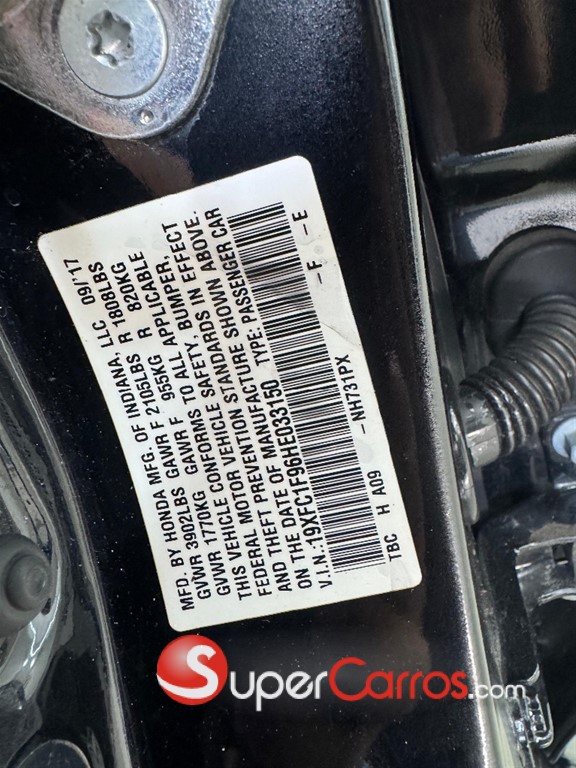 MFD. BY HONDA MFG. OF INDIANA, LLC 09/'17
GVWR 3902LBS GAWR F 2105LBS R 1808LBS
GVWR 1770KG GAWR F 955KG R 820KG
VEHICLE CONFORMS TO ALL APPLICABLE
FEDERAL MOTOR VEHICLE SAFETY, BUMPER,
AND THEFT PREVENTION STANDARDS IN EFFECT
ON THE DATE OF MANUFACTURE SHOWN ABOVE.
V.I.N.:19XFC1F96HE033150 TYPE: PASSENGER CAR
NH731PX -F -E
TBC H A09
SuperCarros.com